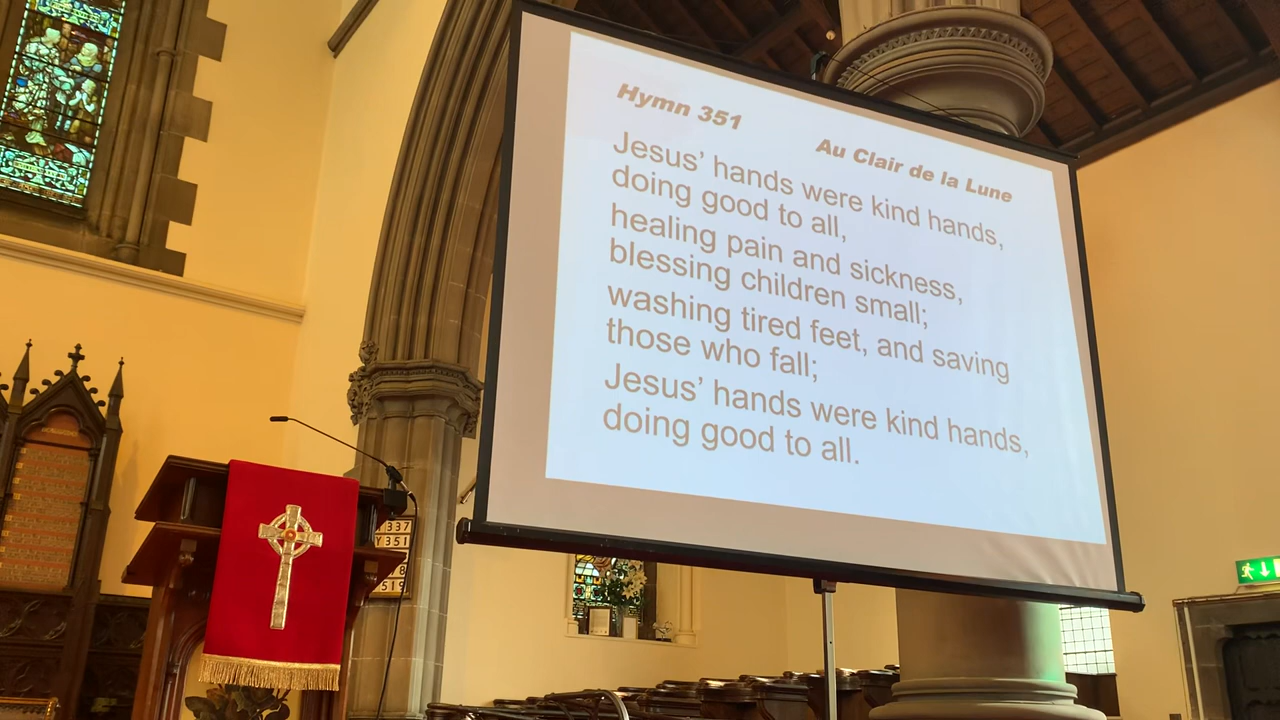 Hymn 351
Au Clair de la Lune
Jesus’ hands were kind hands,
doing good to all,
healing pain and sickness,
blessing children small;
washing tired feet, and saving
those who fall;
Jesus’ hands were kind hands,
doing good to all.
337
Y 351
519